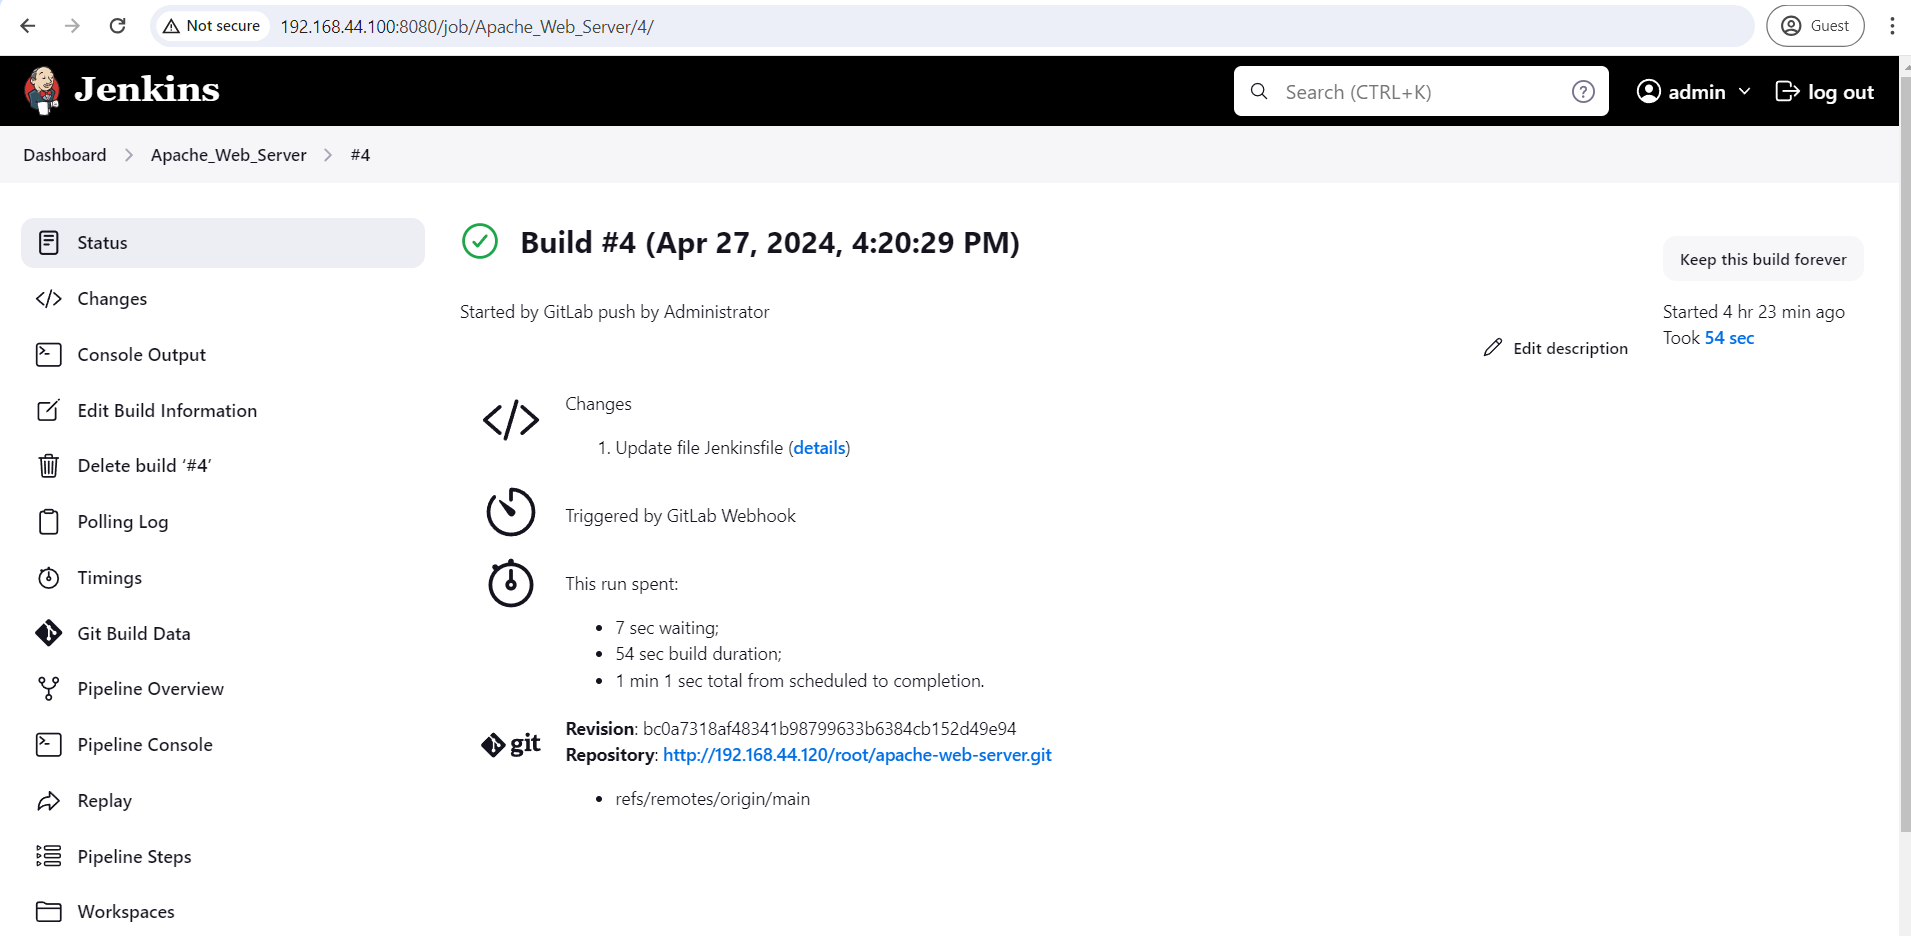 Not secure 192.168.44.100:8080/job/Apache_Web_Server/4/ Guest
Jenkins Search (CTRL+K) ? admin log out
Dashboard > Apache_Web_Server > #4
Status
Changes
Console Output
Edit Build Information
Delete build ‘#4’
Polling Log
Timings
Git Build Data
Pipeline Overview
Pipeline Console
Replay
Pipeline Steps
Workspaces
Build #4 (Apr 27, 2024, 4:20:29 PM)
Keep this build forever
Started by GitLab push by Administrator
Started 4 hr 23 min ago
Took 54 sec
Edit description
Changes
1. Update file Jenkinsfile (details)
Triggered by GitLab Webhook
This run spent:
• 7 sec waiting;
• 54 sec build duration;
• 1 min 1 sec total from scheduled to completion.
git
Revision: bc0a7318af48341b98799633b6384cb152d49e94
Repository: http://192.168.44.120/root/apache-web-server.git
• refs/remotes/origin/main